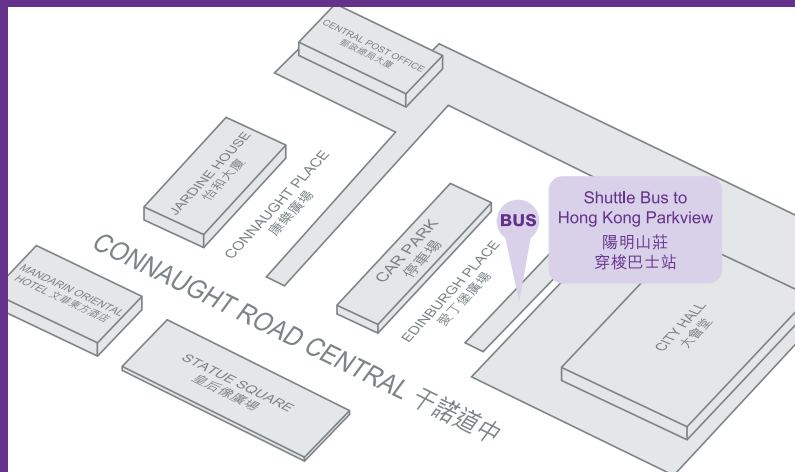 CENTRAL POST OFFICE
郵政總局大廈
JARDINE HOUSE
怡和大廈
CONNAUGHT PLACE
康樂廣場
MANDARIN ORIENTAL
HOTEL 文華東方酒店
CONNAUGHT ROAD CENTRAL 干諾道中
STATUE SQUARE
皇后像廣場
CAR PARK
停車場
EDINBURGH PLACE
愛丁堡廣場
BUS
Shuttle Bus to
Hong Kong Parkview
陽明山莊
穿梭巴士站
CITY HALL
大會堂